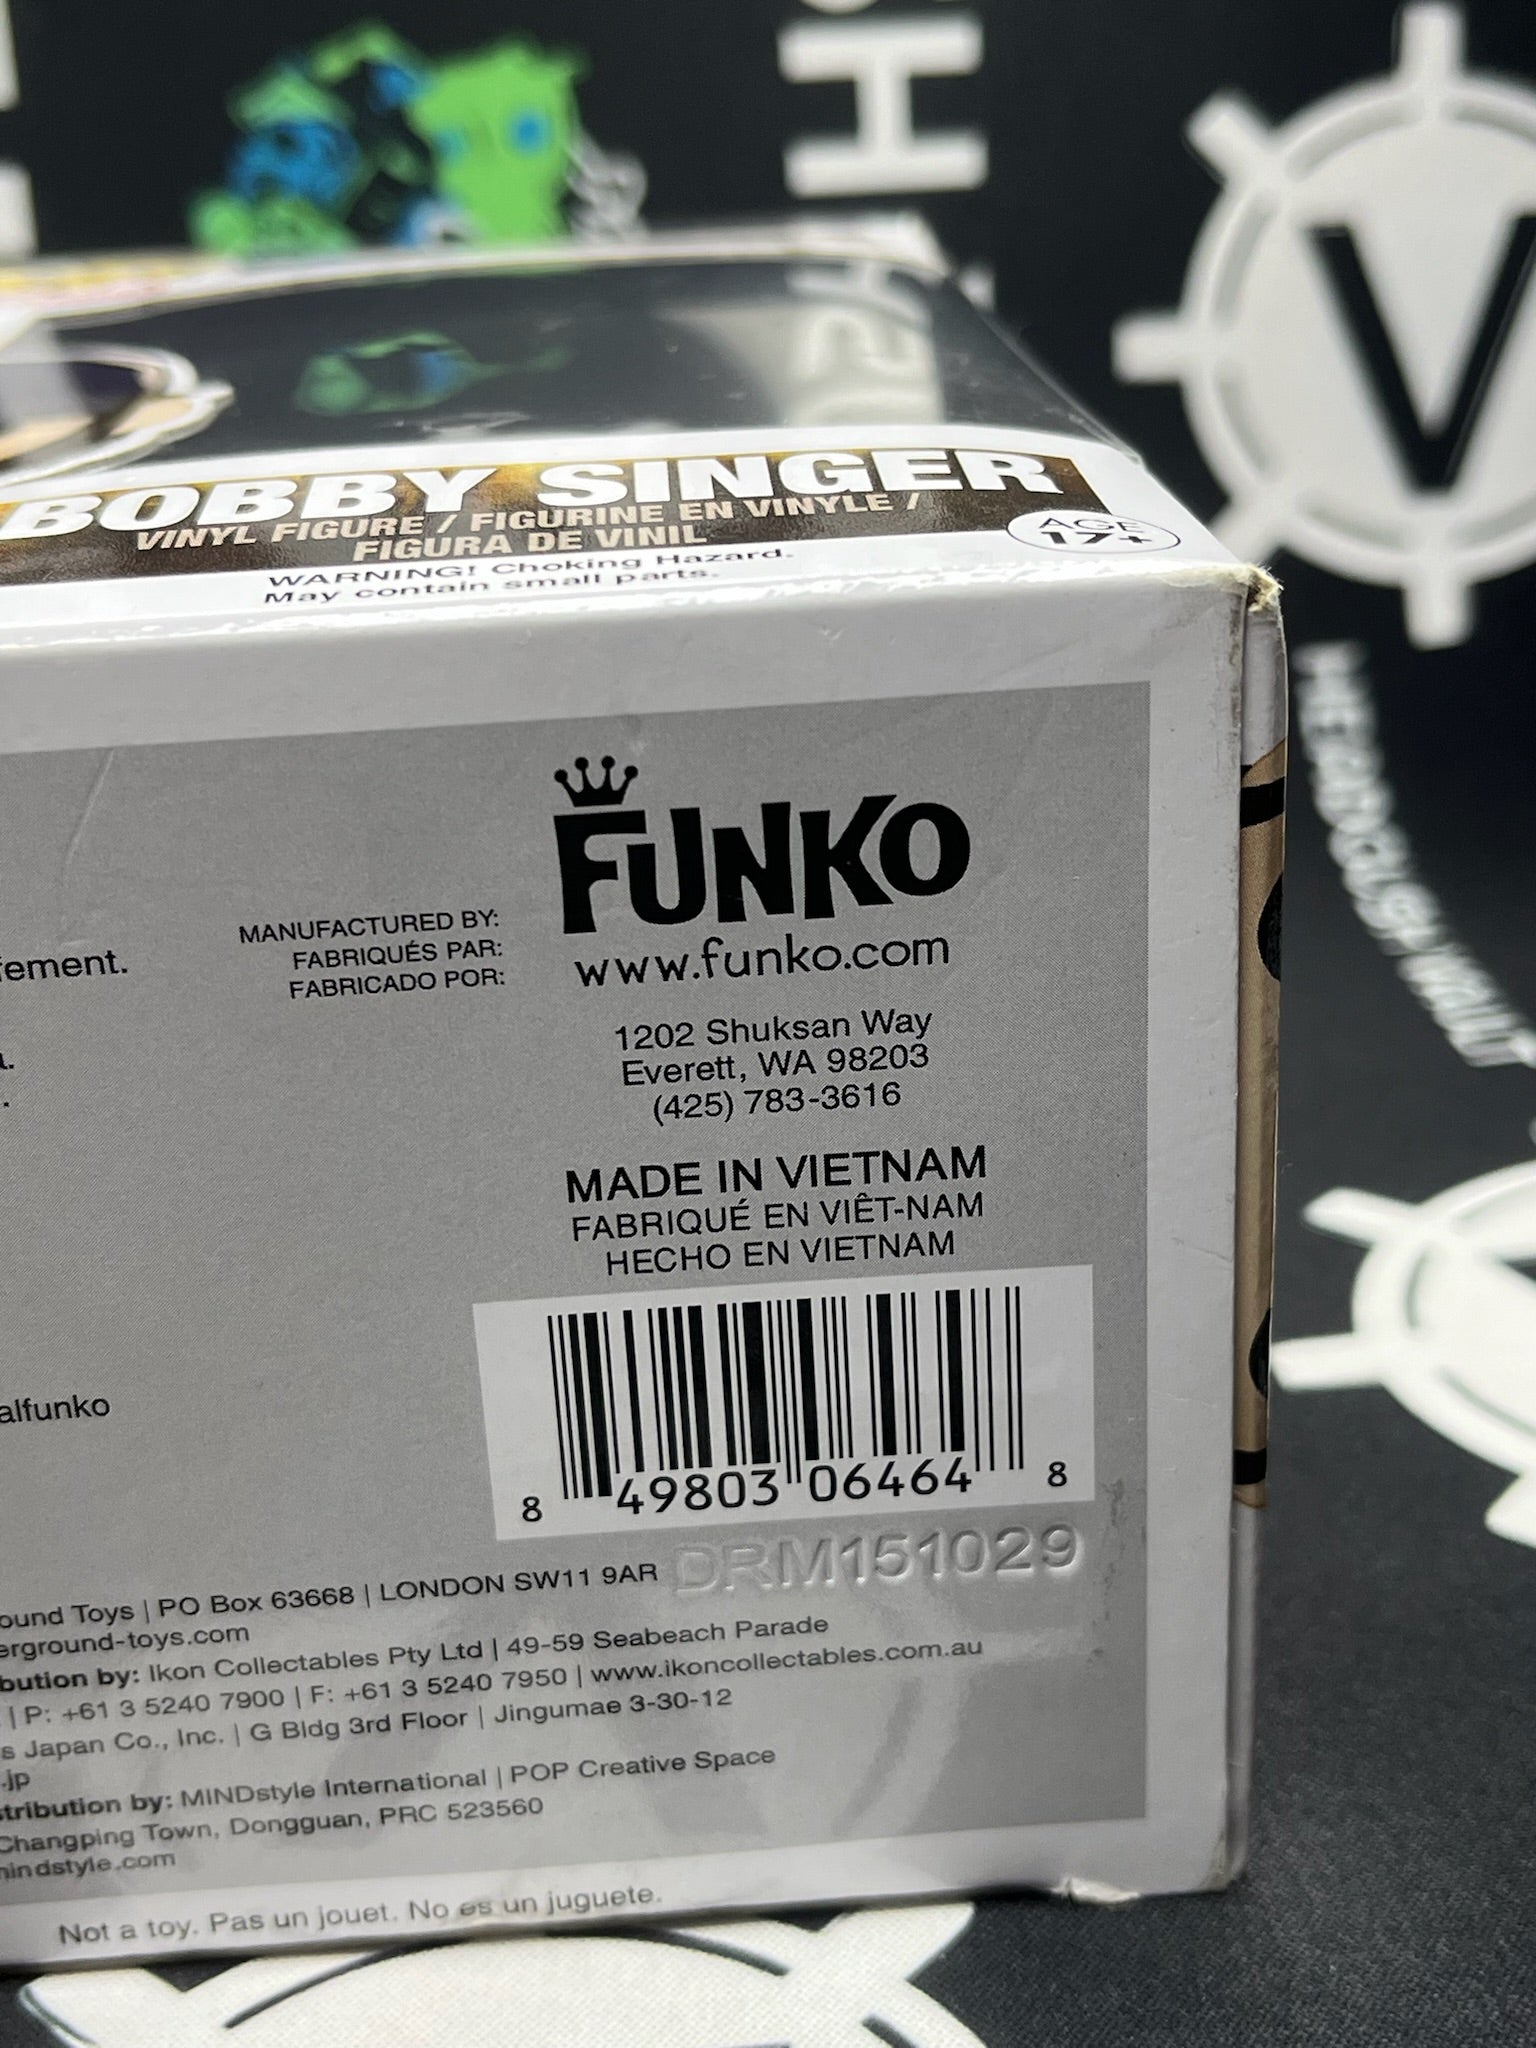 H
V
BOBBY SINGER
VINYL FIGURE / FIGURINE EN VINYLE /
FIGURA DE VINIL
AGE
17+
WARNING! Choking Hazard.
May contain small parts.
FUNKO
MANUFACTURED BY:
FABRIQUÉS PAR:
FABRICADO POR:
www.funko.com
1202 Shuksan Way
Everett, WA 98203
(425) 783-3616
MADE IN VIETNAM
FABRIQUÉ EN VIÊT-NAM
HECHO EN VIETNAM
alfunko
8 49803 06464 8
DRM151029
ound Toys | PO Box 63668 | LONDON SW11 9AR
erground-toys.com
bution by: Ikon Collectables Pty Ltd | 49-59 Seabeach Parade
| P: +61 3 5240 7900 | F: +61 3 5240 7950 | www.ikoncollectables.com.au
s Japan Co., Inc. | G Bldg 3rd Floor | Jingumae 3-30-12
.jp
tribution by: MINDstyle International | POP Creative Space
Changping Town, Dongguan, PRC 523560
mindstyle.com
Not a toy. Pas un jouet. No es un juguete.